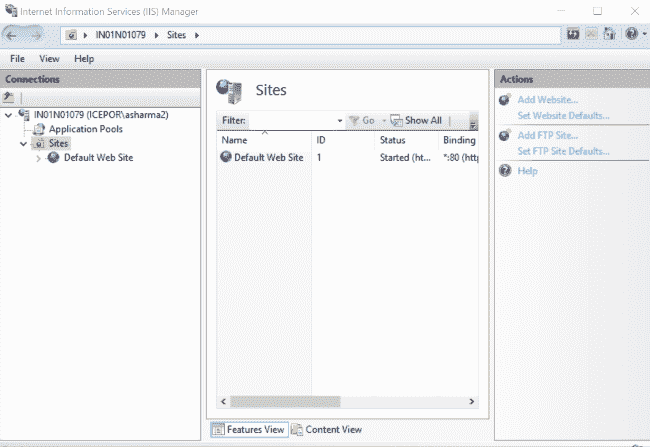 Internet Information Services (IIS) Manager
IN01N01079 Sites
File View Help
Connections
IN01N01079 (ICEPOR\asharma2)
Application Pools
Sites
Default Web Site
Sites
Filter: Go Show All
Name ID Status Binding
Default Web Site 1 Started (ht... *:80 (http
Features View Content View
Actions
Add Website...
Set Website Defaults...
Add FTP Site...
Set FTP Site Defaults...
Help